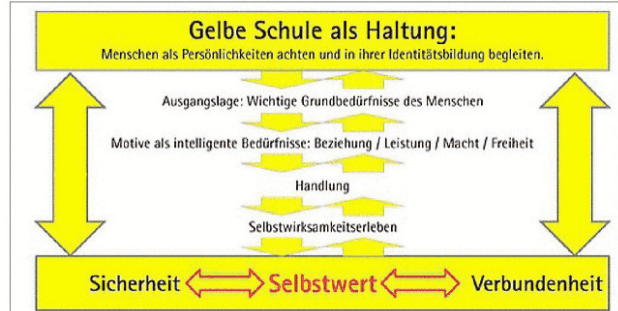 Gelbe Schule als Haltung:
Menschen als Persönlichkeiten achten und in ihrer Identitätsbildung begleiten.
Ausgangslage: Wichtige Grundbedürfnisse des Menschen
Motive als intelligente Bedürfnisse: Beziehung / Leistung / Macht / Freiheit
Handlung
Selbstwirksamkeitserleben
Sicherheit Selbstwert Verbundenheit